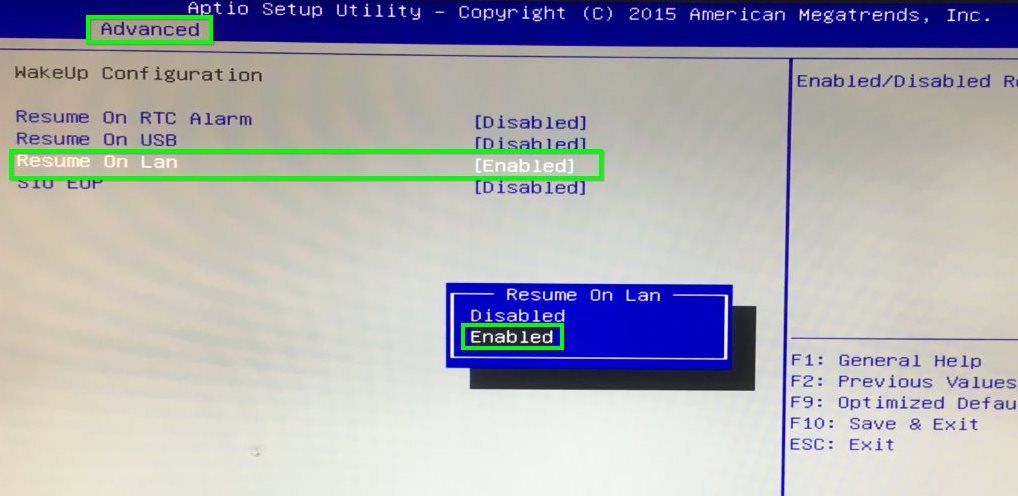 Aptio Setup Utility – Copyright (C) 2015 American Megatrends, Inc.
Advanced
WakeUp Configuration
Enabled/Disabled R
Resume On RTC Alarm [Disabled]
Resume On USB [Disabled]
Resume On Lan [Enabled]
SIO EUP [Disabled]
Resume On Lan
Disabled
Enabled
F1: General Help
F2: Previous Values
F9: Optimized Defau
F10: Save & Exit
ESC: Exit